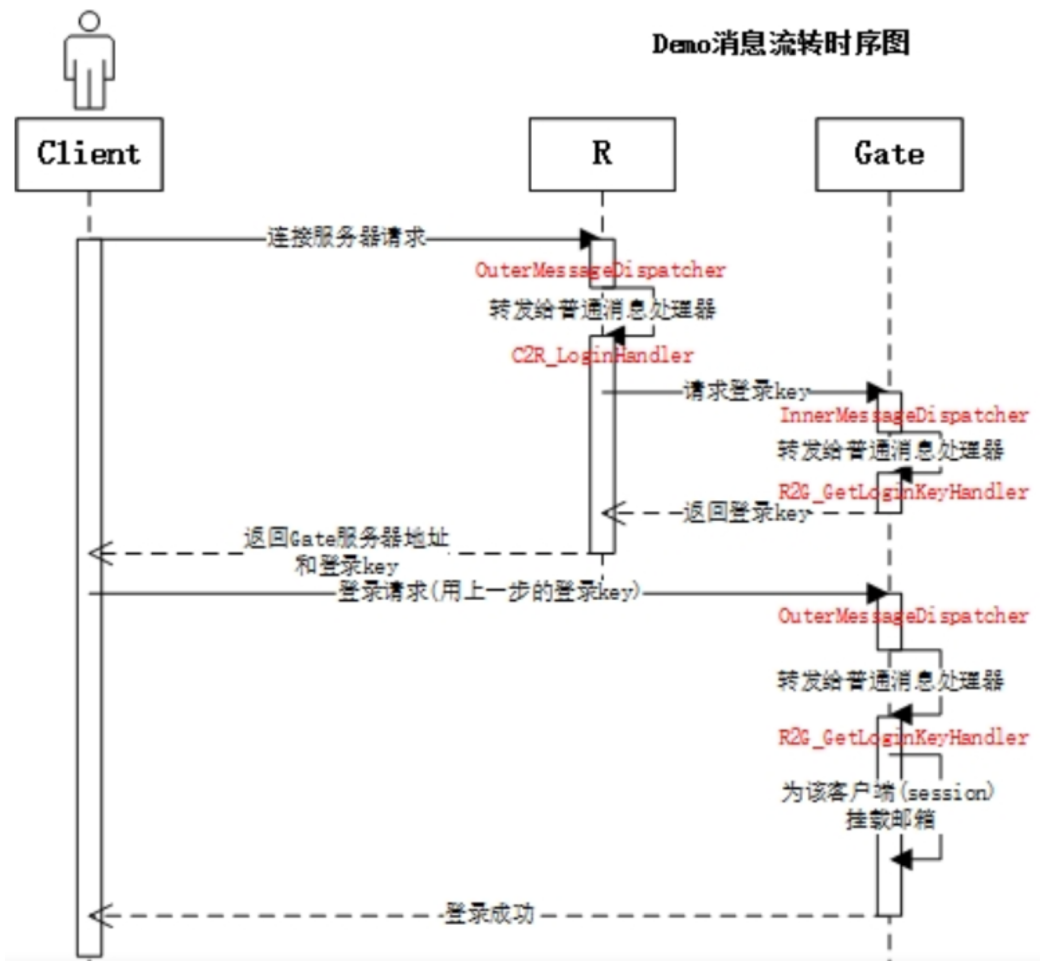 Demo消息流转时序图
Client
R
Gate
连接服务器请求
OuterMessageDispatcher
转发给普通消息处理器
C2R_LoginHandler
请求登录key
InnerMessageDispatcher
转发给普通消息处理器
R2G_GetLoginKeyHandler
返回登录key
返回Gate服务器地址
和登录key
登录请求(用上一步的登录key)
OuterMessageDispatcher
转发给普通消息处理器
R2G_GetLoginKeyHandler
为该客户端(session)
挂载邮箱
登录成功